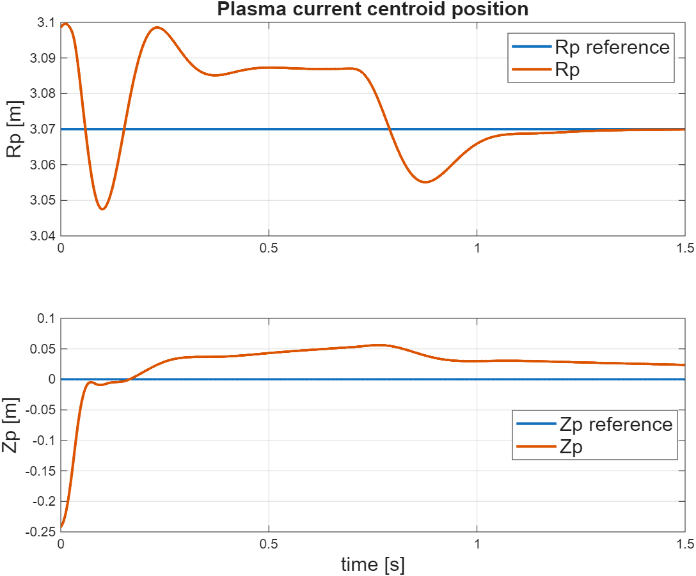 Plasma current centroid position
3.1
3.09
3.08
3.07
3.06
3.05
3.04
Rp [m]
Rp reference
Rp
0
0.5
1
1.5
0.1
0.05
0
-0.05
-0.1
-0.15
-0.2
-0.25
Zp [m]
Zp reference
Zp
0
0.5
1
1.5
time [s]